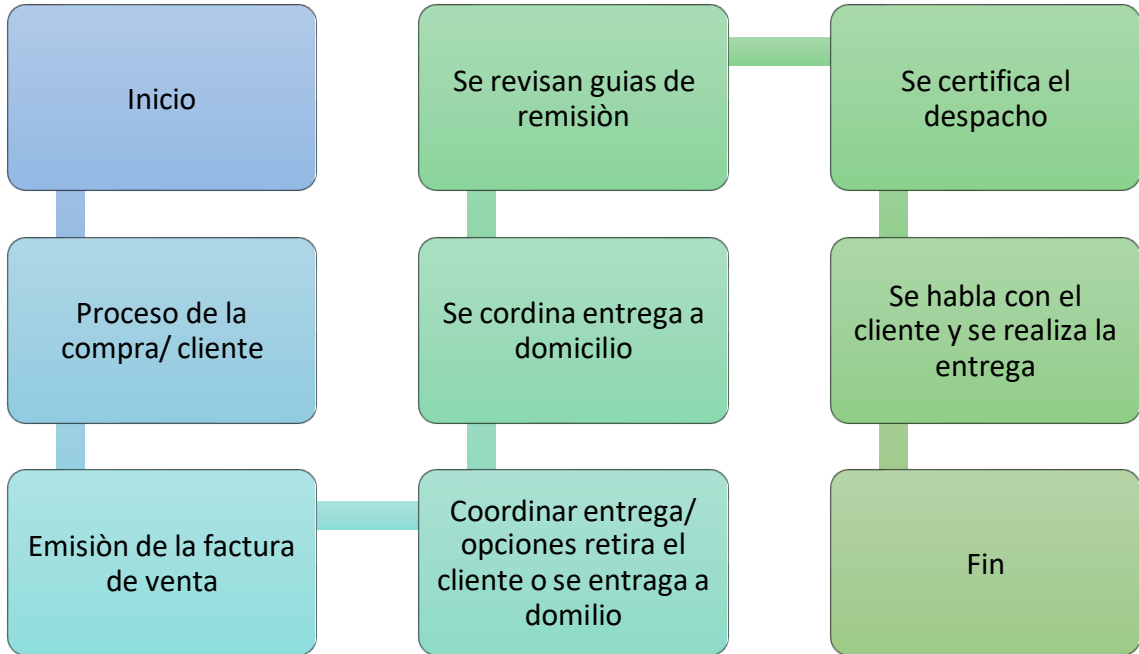 Inicio
Proceso de la
compra/ cliente
Emisiòn de la factura
de venta
Coordinar entrega/
opciones retira el
cliente o se entraga a
domilio
Se cordina entrega a
domicilio
Se revisan guias de
remisiòn
Se certifica el
despacho
Se habla con el
cliente y se realiza la
entrega
Fin